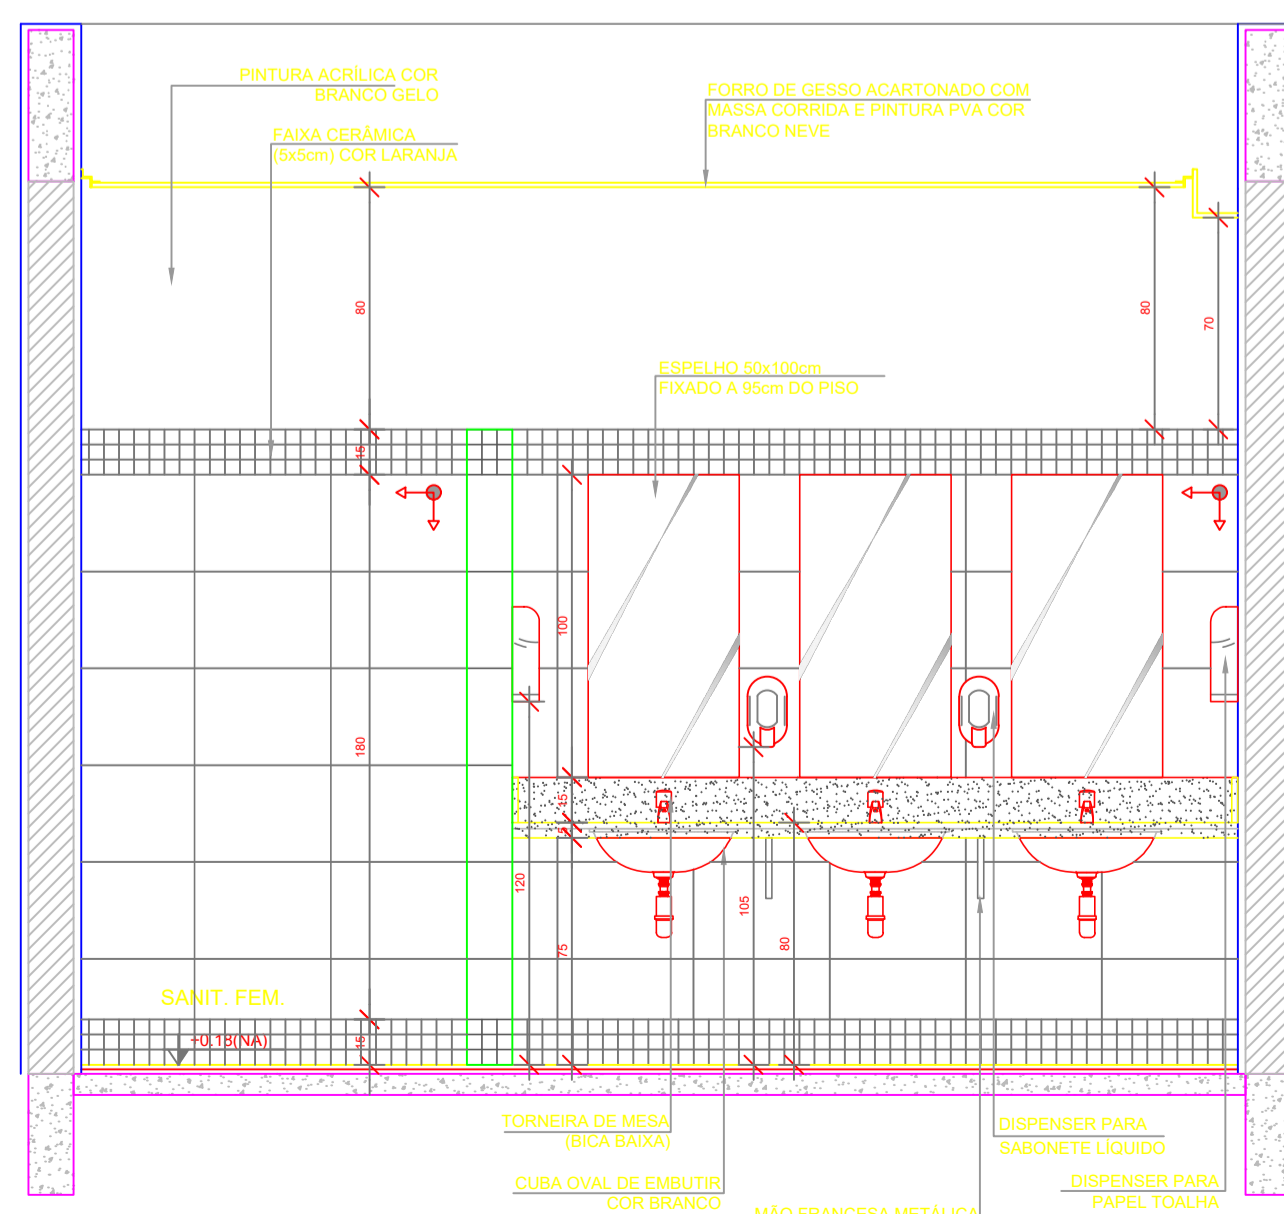 PINTURA ACRÍLICA COR
BRANCO GELO
FORRO DE GESSO ACARTONADO COM
MASSA CORRIDA E PINTURA PVA COR
BRANCO NEVE
FAIXA CERÂMICA
(5x5cm) COR LARANJA
80
80
70
ESPELHO 50x100cm
FIXADO A 95cm DO PISO
15
100
180
15
5
120
105
75
80
SANIT. FEM.
+0.18(NA)
15
TORNEIRA DE MESA
(BICA BAIXA)
DISPENSER PARA
SABONETE LÍQUIDO
CUBA OVAL DE EMBUTIR
COR BRANCO
DISPENSER PARA
PAPEL TOALHA
MÃO FRANCESA METÁLICA